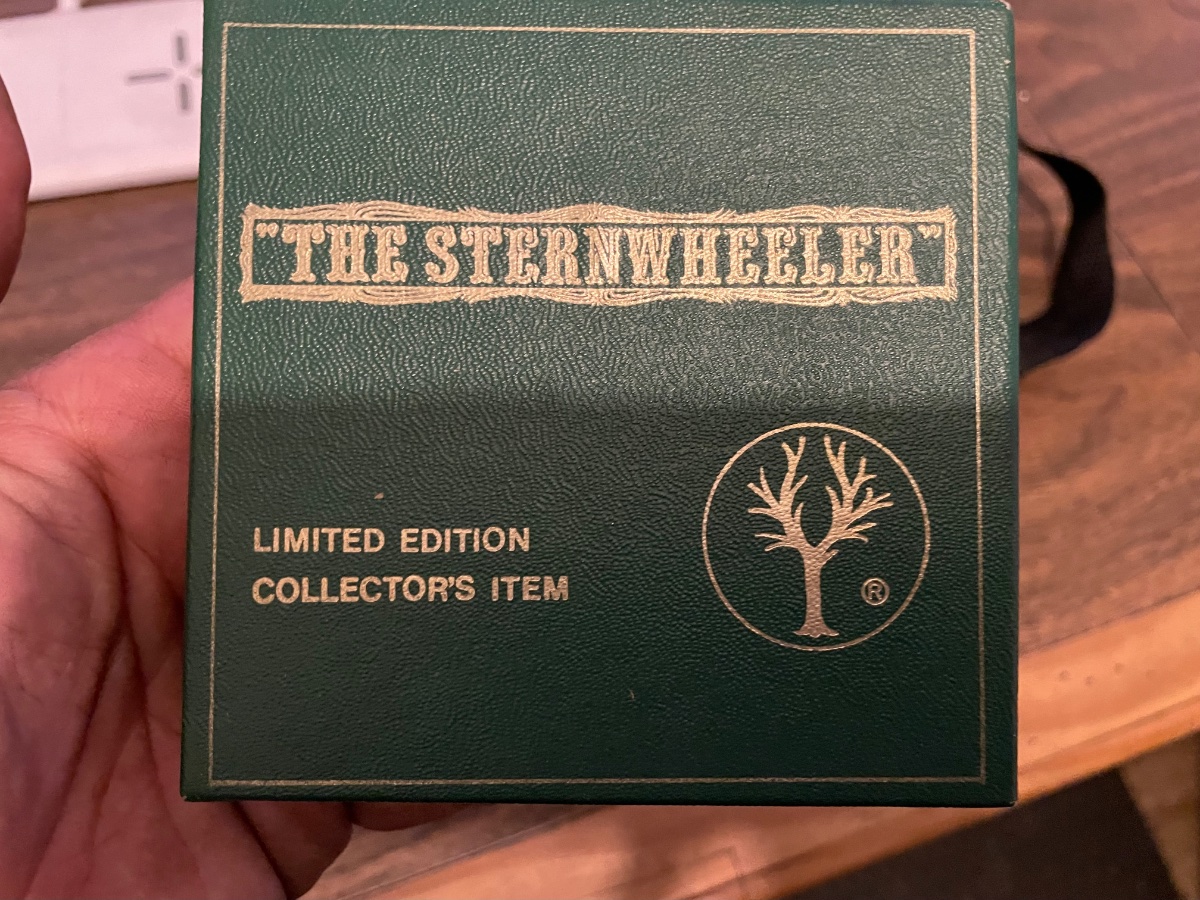 "THE STERNWHEELER"
LIMITED EDITION
COLLECTOR'S ITEM
®